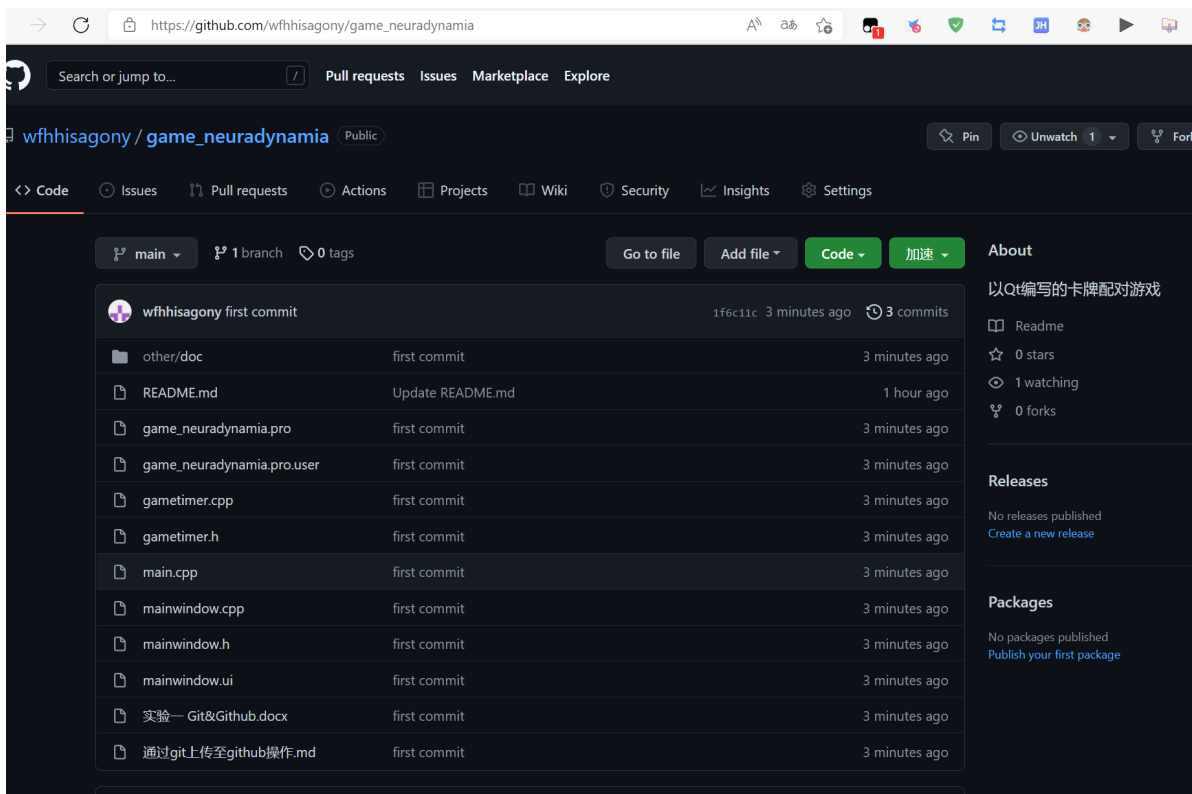 https://github.com/wfhhisagony/game_neuradynamia
aあ
1
JH
Search or jump to...
/
Pull requests Issues Marketplace Explore
wfhhisagony / game_neuradynamia Public
Pin
Unwatch 1
<> Code Issues Pull requests Actions Projects Wiki Security Insights Settings
main 1 branch 0 tags
Go to file Add file Code 加速
wfhhisagony first commit 1f6c11c 3 minutes ago 3 commits
other/doc first commit 3 minutes ago
README.md Update README.md 1 hour ago
game_neuradynamia.pro first commit 3 minutes ago
game_neuradynamia.pro.user first commit 3 minutes ago
gametimer.cpp first commit 3 minutes ago
gametimer.h first commit 3 minutes ago
main.cpp first commit 3 minutes ago
mainwindow.cpp first commit 3 minutes ago
mainwindow.h first commit 3 minutes ago
mainwindow.ui first commit 3 minutes ago
实验一 Git&Github.docx first commit 3 minutes ago
通过git上传至github操作.md first commit 3 minutes ago
About
以Qt编写的卡牌配对游戏
Readme
0 stars
1 watching
0 forks
Releases
No releases published
Create a new release
Packages
No packages published
Publish your first package